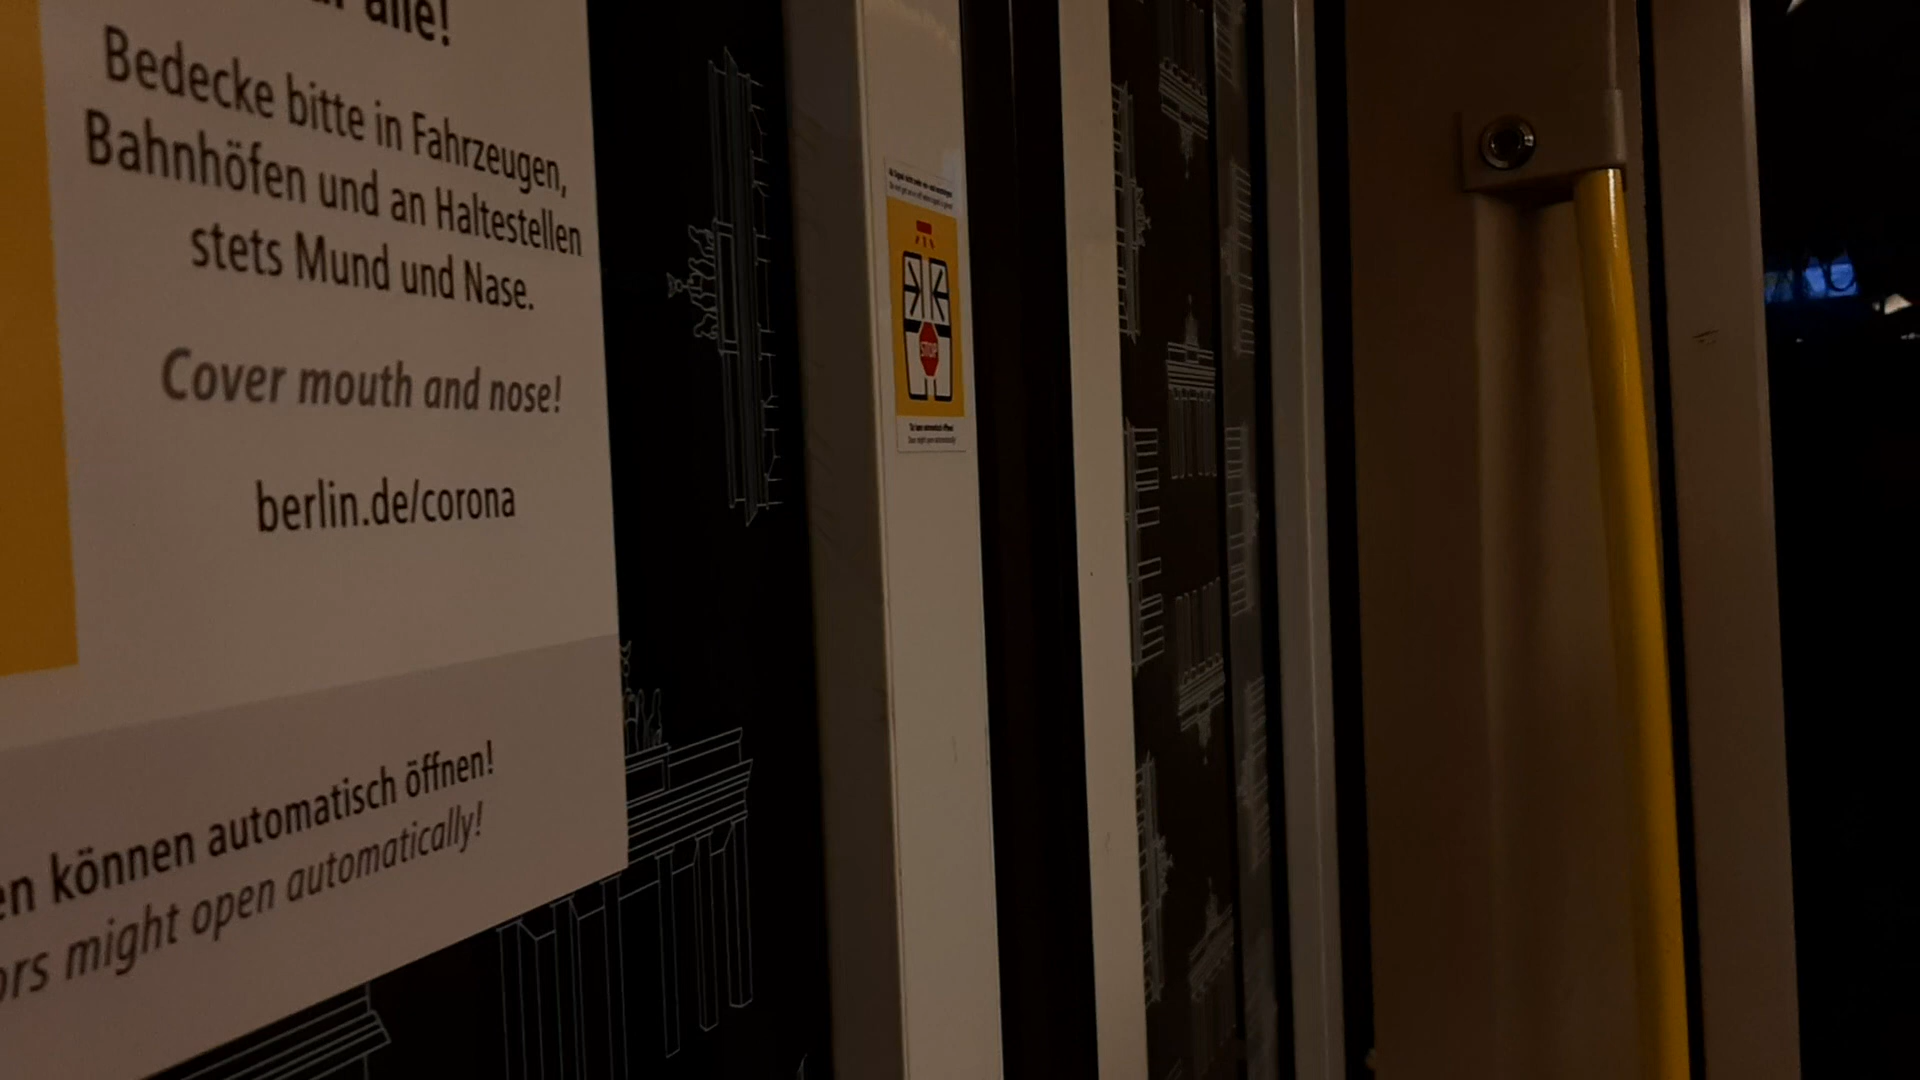 alle!
Bedecke bitte in Fahrzeugen,
Bahnhöfen und an Haltestellen
stets Mund und Nase.
Cover mouth and nose!
berlin.de/corona
en können automatisch öffnen!
ors might open automatically!
STOP